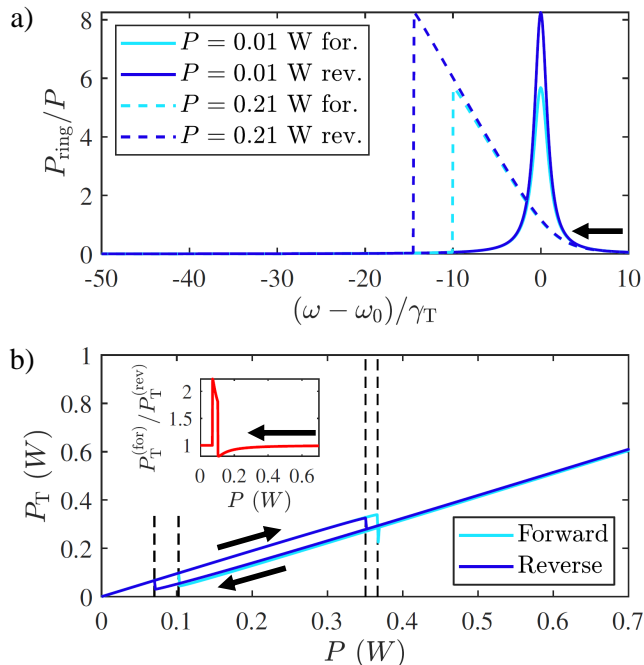 a)
P_ring/P
8
6
4
2
0
P = 0.01 W for.
P = 0.01 W rev.
P = 0.21 W for.
P = 0.21 W rev.
-50 -40 -30 -20 -10 0 10
(ω − ω₀)/γ_T
b)
P_T (W)
1
0.8
0.6
0.4
0.2
0
P_T^(for)/P_T^(rev)
2
1.5
1
0 0.2 0.4 0.6
P (W)
Forward
Reverse
0 0.1 0.2 0.3 0.4 0.5 0.6 0.7
P (W)